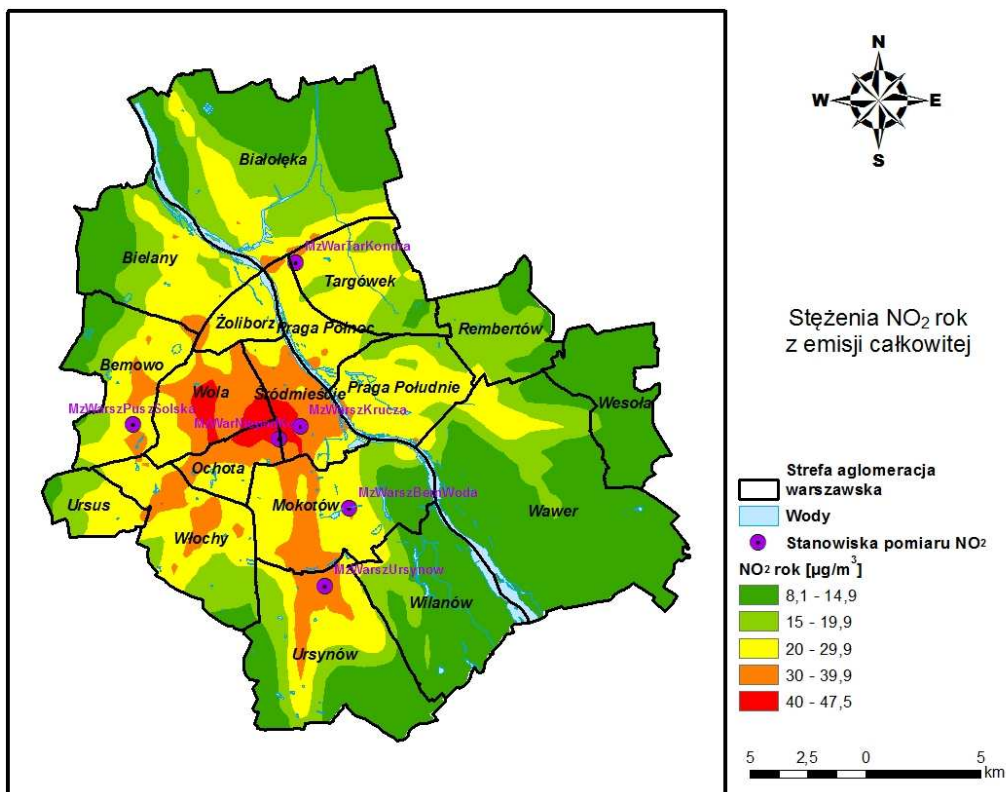 N
W
E
S
Białołęka
MzWarTarKondra
Bielany
Targówek
Żoliborz
Praga Północ
Rembertów
Bemowo
Praga Południe
Wola
Śródmieście
Wesoła
MzWarszPuszSolska
MzWarszKrucza
Ochota
Ursus
Mokotów
MzWarszBernWoda
Wawer
Włochy
MzWarszUrsynow
Wilanów
Ursynów
Stężenia NO2 rok
z emisji całkowitej
Strefa aglomeracja
warszawska
Wody
Stanowiska pomiaru NO2
NO2 rok [µg/m3]
8,1 - 14,9
15 - 19,9
20 - 29,9
30 - 39,9
40 - 47,5
5 2,5 0 5
km